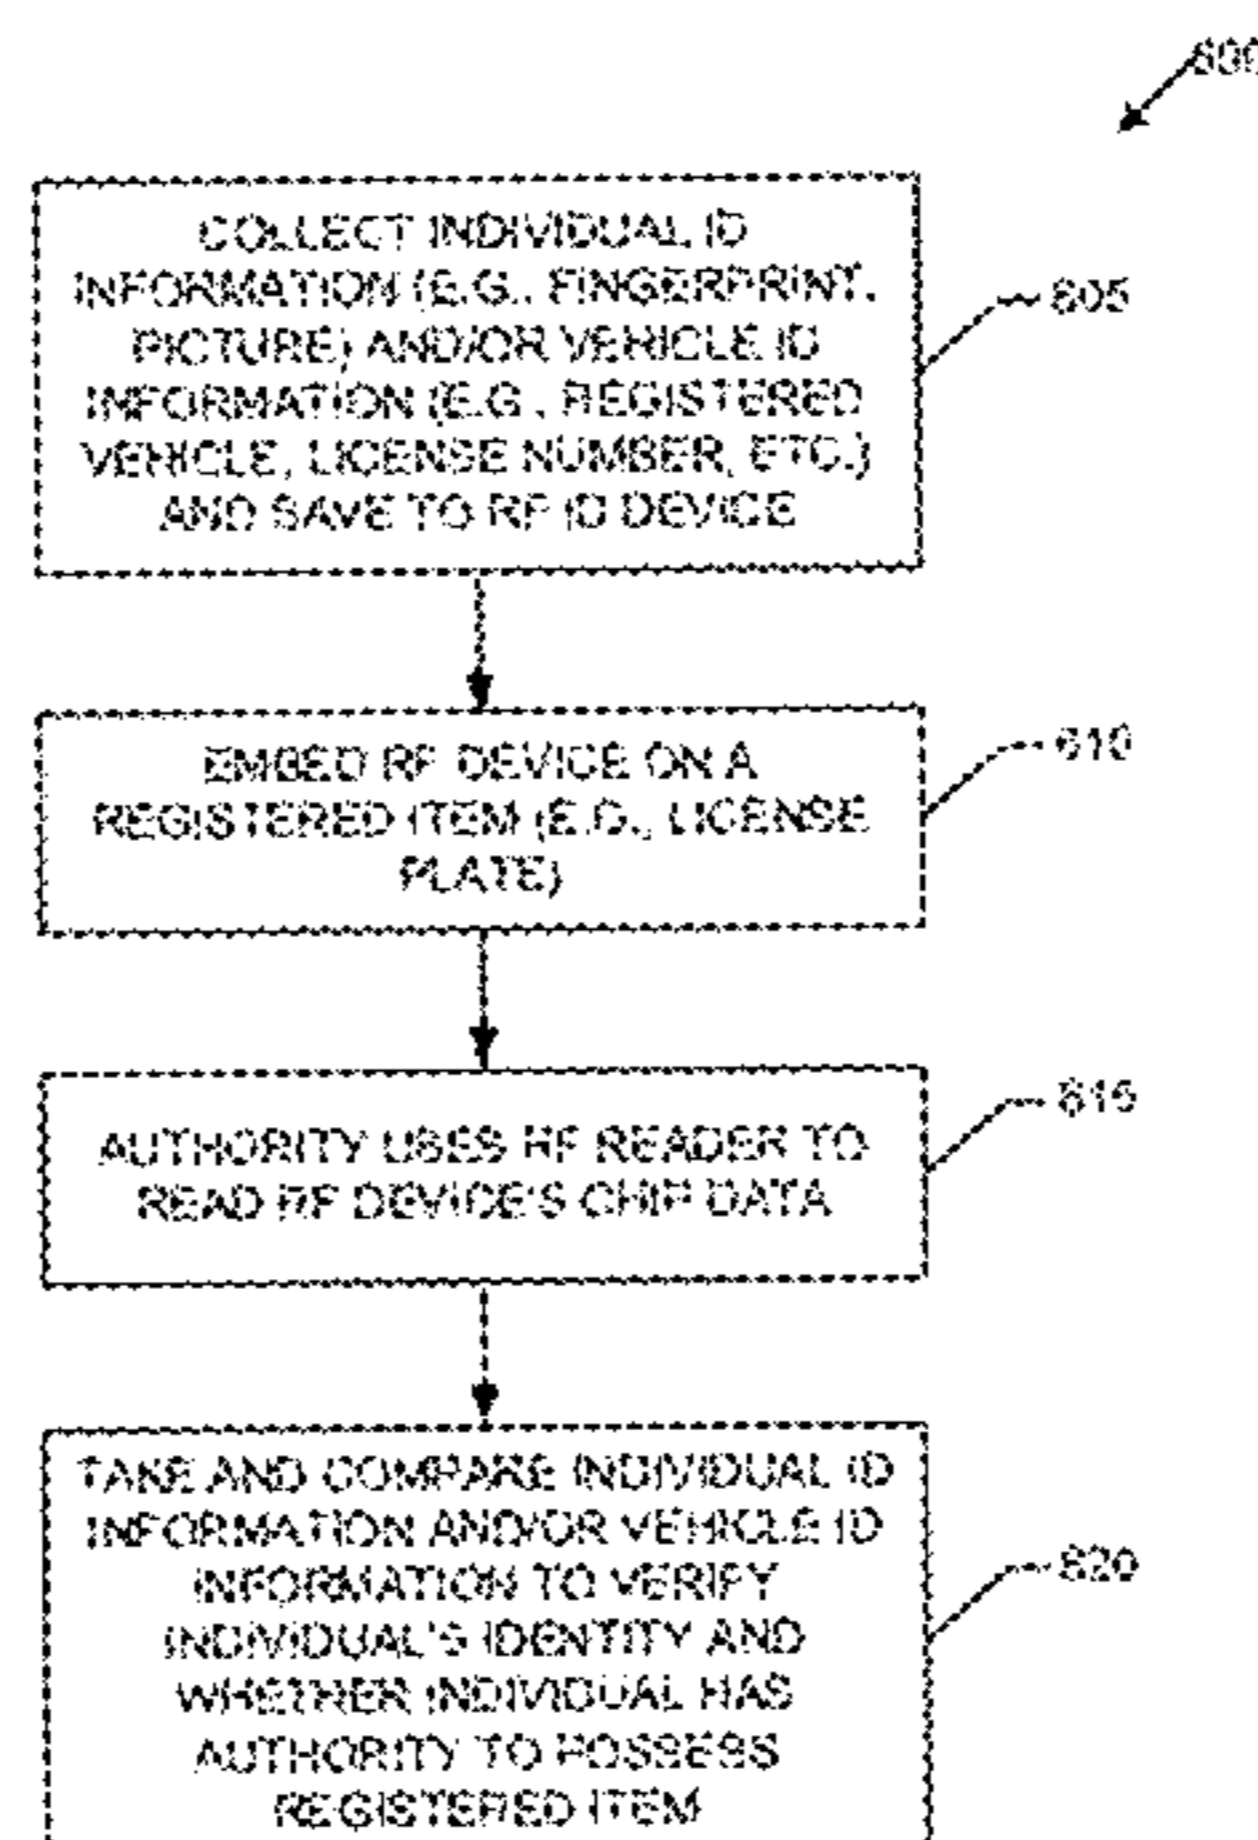 COLLECT INDIVIDUAL ID
INFORMATION (E.G., FINGERPRINT,
PICTURE) AND/OR VEHICLE ID
INFORMATION (E.G., REGISTERED
VEHICLE, LICENSE NUMBER, ETC.)
AND SAVE TO RF ID DEVICE
605
EMBED RF DEVICE ON A
REGISTERED ITEM (E.G., LICENSE
PLATE)
610
AUTHORITY USES RF READER TO
READ RF DEVICE'S CHIP DATA
615
TAKE AND COMPARE INDIVIDUAL ID
INFORMATION AND/OR VEHICLE ID
INFORMATION TO VERIFY
INDIVIDUAL'S IDENTITY AND
WHETHER INDIVIDUAL HAS
AUTHORITY TO POSSESS
REGISTERED ITEM
620